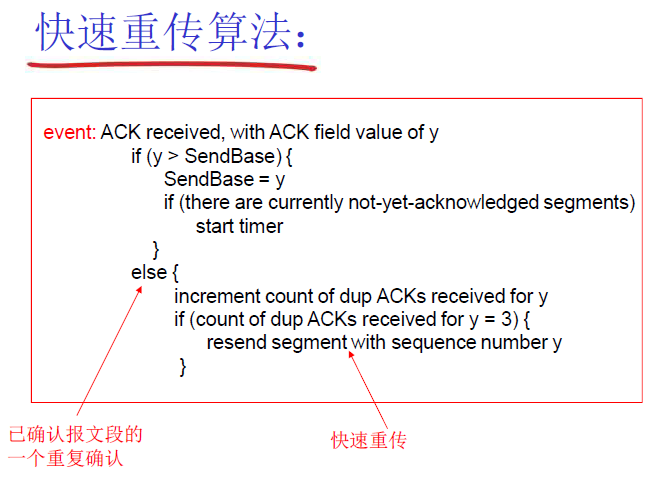 快速重传算法：
event: ACK received, with ACK field value of y
if (y > SendBase) {
SendBase = y
if (there are currently not-yet-acknowledged segments)
start timer
}
else {
increment count of dup ACKs received for y
if (count of dup ACKs received for y = 3) {
resend segment with sequence number y
}
已确认报文段的
一个重复确认
快速重传